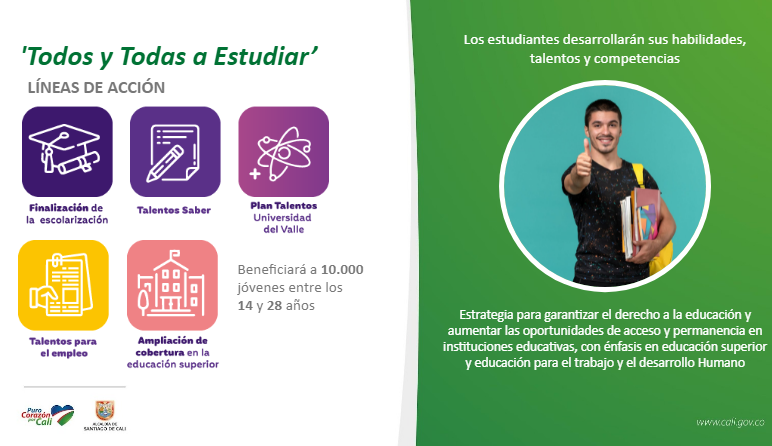 'Todos y Todas a Estudiar’
LÍNEAS DE ACCIÓN
Finalización de
la escolarización
Talentos Saber
Plan Talentos
Universidad
del Valle
Talentos para
el empleo
Ampliación de
cobertura en la
educación superior
Beneficiará a 10.000
jóvenes entre los
14 y 28 años
Puro
Corazón
por Cali
ALCALDÍA DE
SANTIAGO DE CALI
Los estudiantes desarrollarán sus habilidades,
talentos y competencias
Estrategia para garantizar el derecho a la educación y
aumentar las oportunidades de acceso y permanencia en
instituciones educativas, con énfasis en educación superior
y educación para el trabajo y el desarrollo Humano
www.cali.gov.co